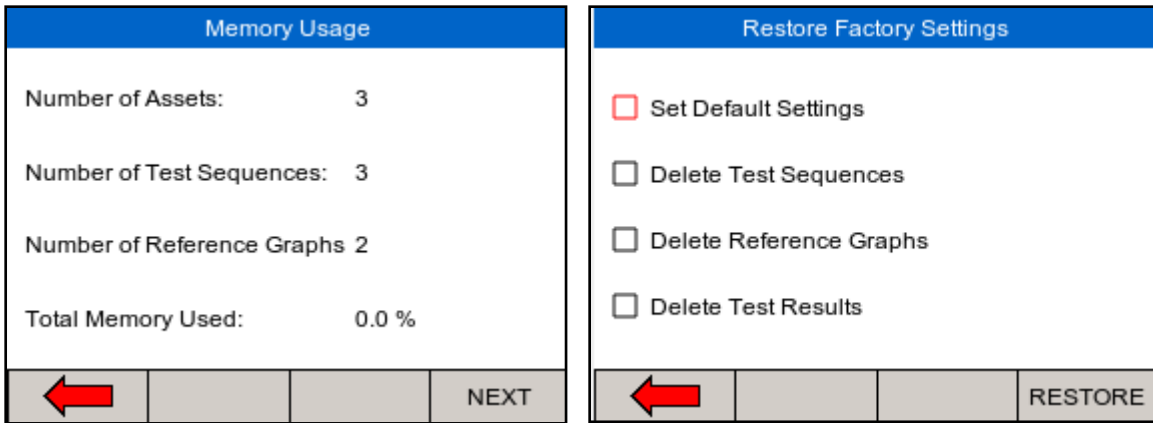 Memory Usage
Number of Assets: 3
Number of Test Sequences: 3
Number of Reference Graphs 2
Total Memory Used: 0.0 %
NEXT
Restore Factory Settings
Set Default Settings
Delete Test Sequences
Delete Reference Graphs
Delete Test Results
RESTORE